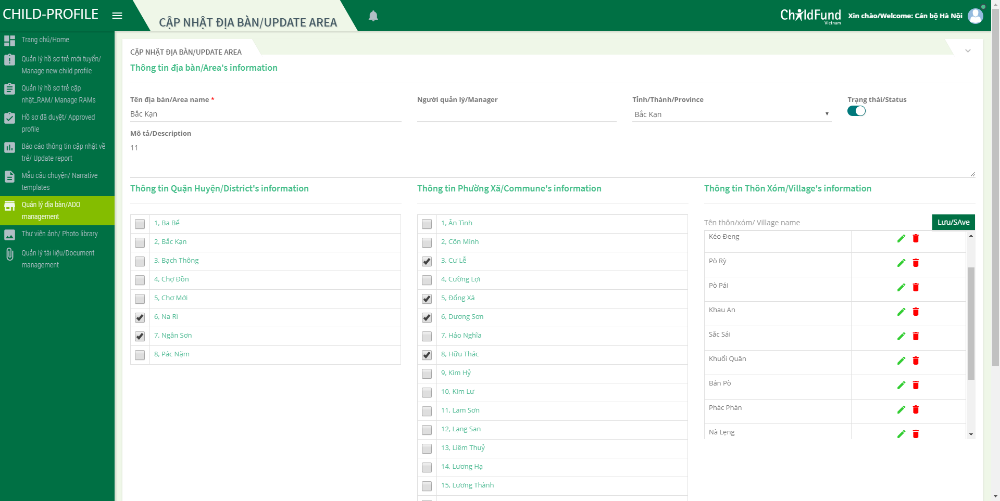 CHILD-PROFILE
CẬP NHẬT ĐỊA BÀN/UPDATE AREA
ChildFund
Vietnam
Xin chào/Welcome: Cán bộ Hà Nội
Trang chủ/Home
Quản lý hồ sơ trẻ mới tuyển/
Manage new child profile
Quản lý hồ sơ trẻ cập
nhật_RAM/ Manage RAMs
Hồ sơ đã duyệt/ Approved
profile
Báo cáo thông tin cập nhật về
trẻ/ Update report
Mẫu câu chuyện/ Narrative
templates
Quản lý địa bàn/ADO
management
Thư viện ảnh/ Photo library
Quản lý tài liệu/Document
management
CẬP NHẬT ĐỊA BÀN/UPDATE AREA
Thông tin địa bàn/Area's information
Tên địa bàn/Area name *
Bắc Kạn
Người quản lý/Manager
Tỉnh/Thành/Province
Bắc Kạn
Trạng thái/Status
Mô tả/Description
11
Thông tin Quận Huyện/District's information
1, Ba Bể
2, Bắc Kạn
3, Bạch Thông
4, Chợ Đồn
5, Chợ Mới
6, Na Rì
7, Ngân Sơn
8, Pác Nặm
Thông tin Phường Xã/Commune's information
1, Ân Tình
2, Côn Minh
3, Cư Lễ
4, Cường Lợi
5, Đổng Xá
6, Dương Sơn
7, Hảo Nghĩa
8, Hữu Thác
9, Kim Hỷ
10, Kim Lư
11, Lam Sơn
12, Lạng San
13, Liêm Thuỷ
14, Lương Hạ
15, Lương Thành
Thông tin Thôn Xóm/Village's information
Tên thôn/xóm/ Village name
Lưu/SAve
Kéo Đeng
Pò Rỳ
Pò Pái
Khau An
Sắc Sái
Khuổi Quân
Bản Pò
Phác Phàn
Nà Lẹng